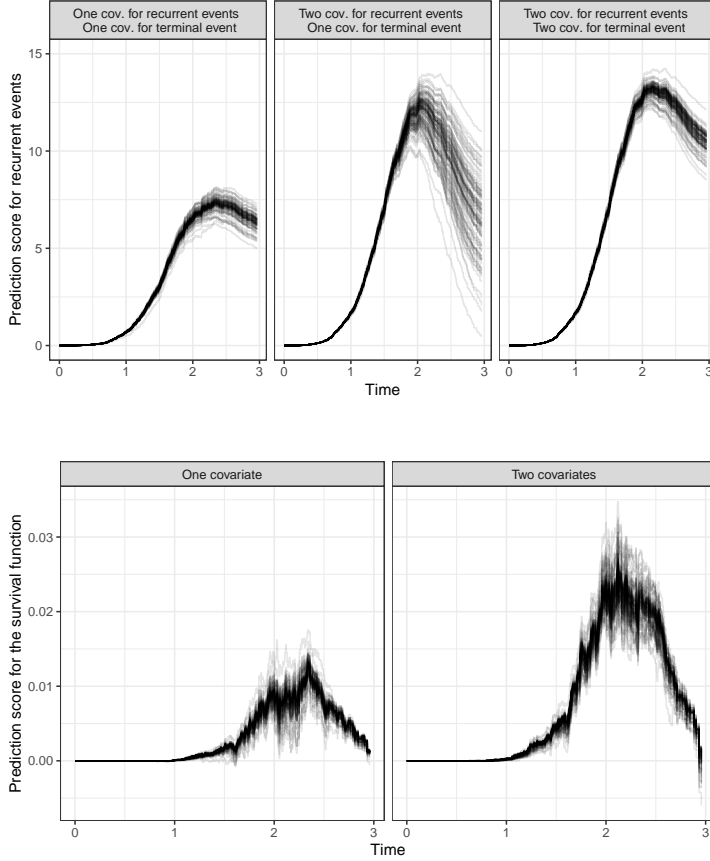 One cov. for recurrent events
One cov. for terminal event
Two cov. for recurrent events
One cov. for terminal event
Two cov. for recurrent events
Two cov. for terminal event
Prediction score for recurrent events
15
10
5
0
0 1 2 3 0 1 2 3 0 1 2 3
Time
One covariate Two covariates
Prediction score for the survival function
0.03
0.02
0.01
0.00
0 1 2 3 0 1 2 3
Time